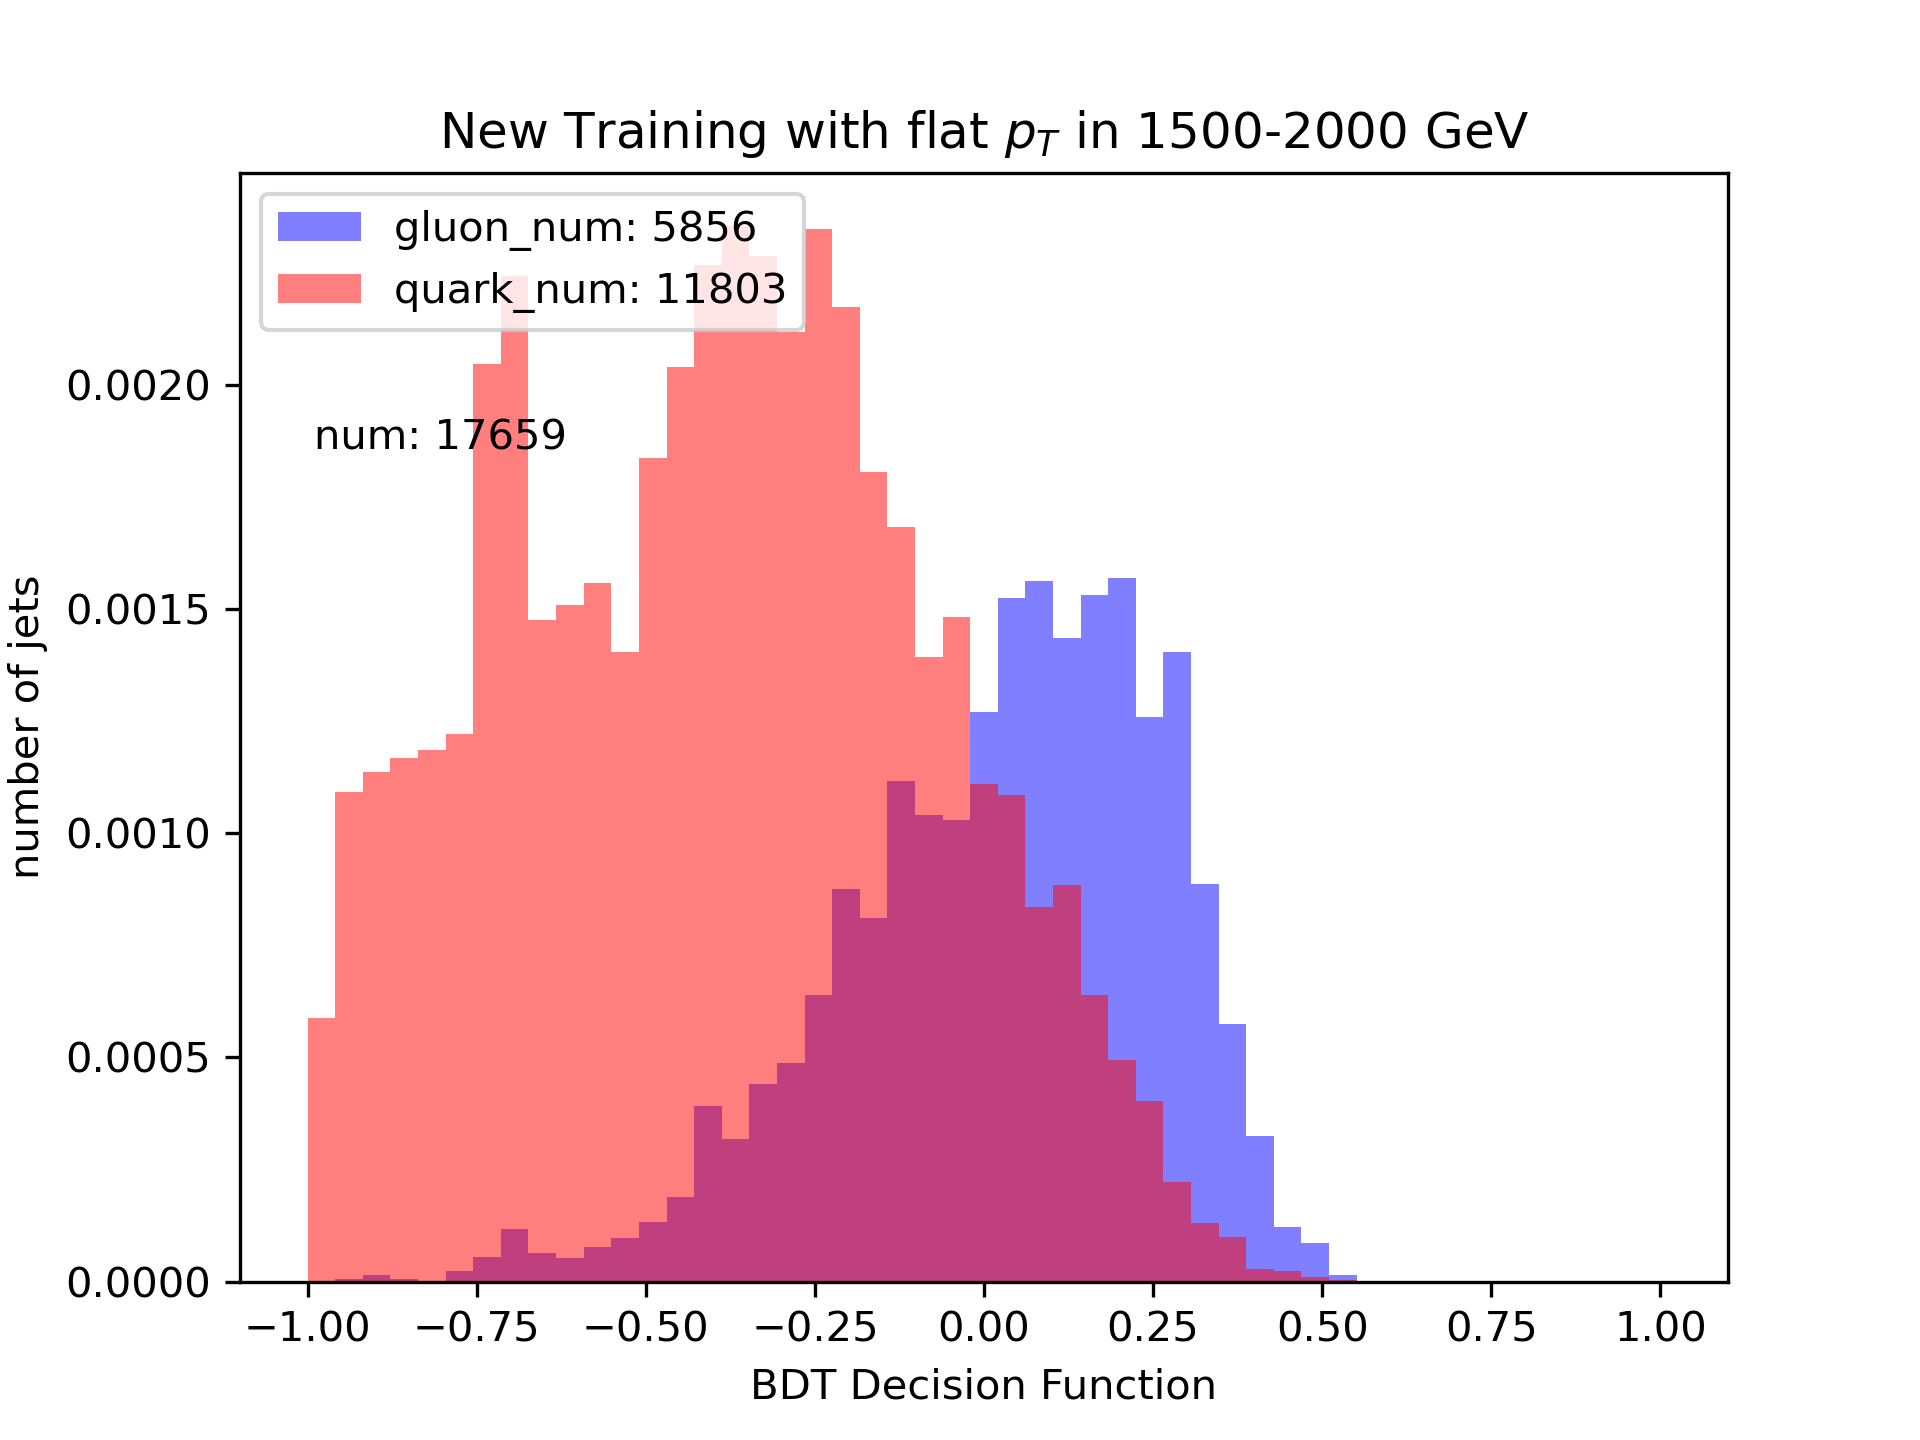 New Training with flat p_T in 1500-2000 GeV
gluon_num: 5856
quark_num: 11803
num: 17659
number of jets
0.0020
0.0015
0.0010
0.0005
0.0000
−1.00 −0.75 −0.50 −0.25 0.00 0.25 0.50 0.75 1.00
BDT Decision Function